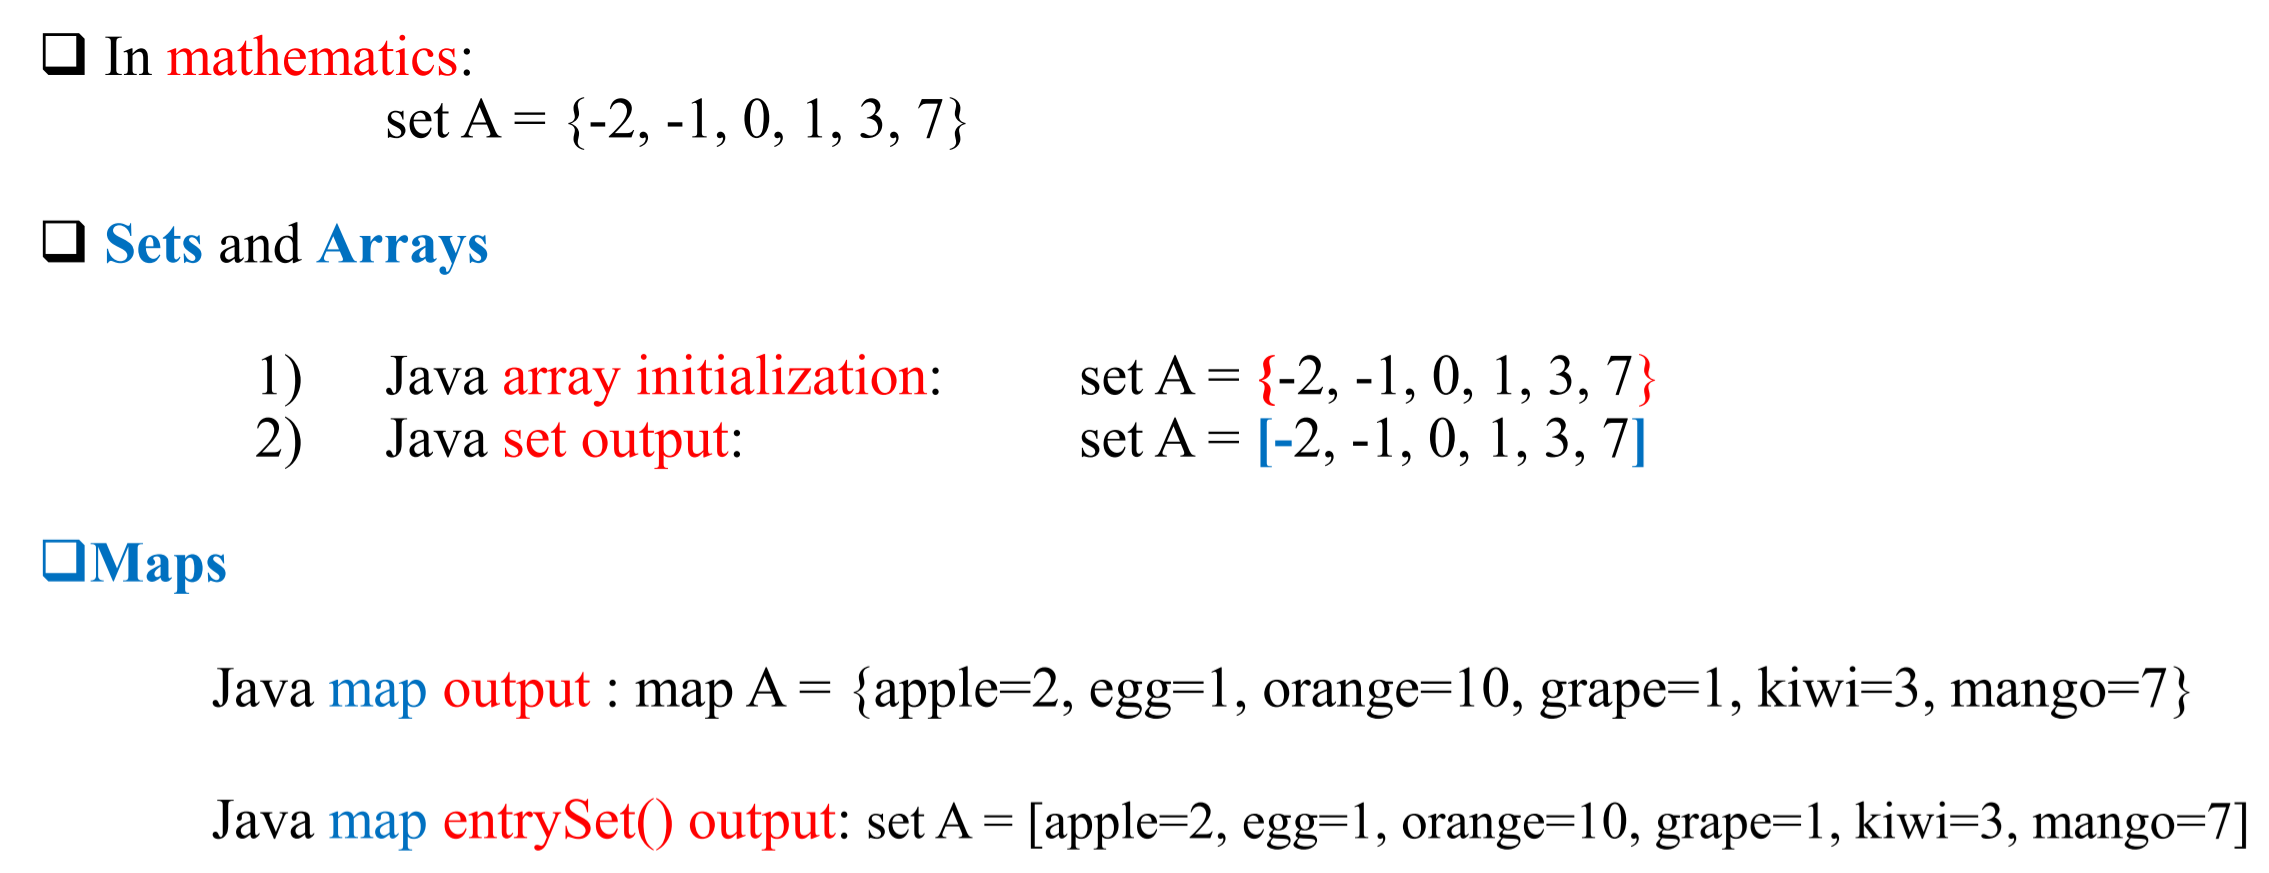 ❑ In mathematics:
set A = {-2, -1, 0, 1, 3, 7}
❑ Sets and Arrays
1) Java array initialization: set A = {-2, -1, 0, 1, 3, 7}
2) Java set output: set A = [-2, -1, 0, 1, 3, 7]
❑Maps
Java map output : map A = {apple=2, egg=1, orange=10, grape=1, kiwi=3, mango=7}
Java map entrySet() output: set A = [apple=2, egg=1, orange=10, grape=1, kiwi=3, mango=7]